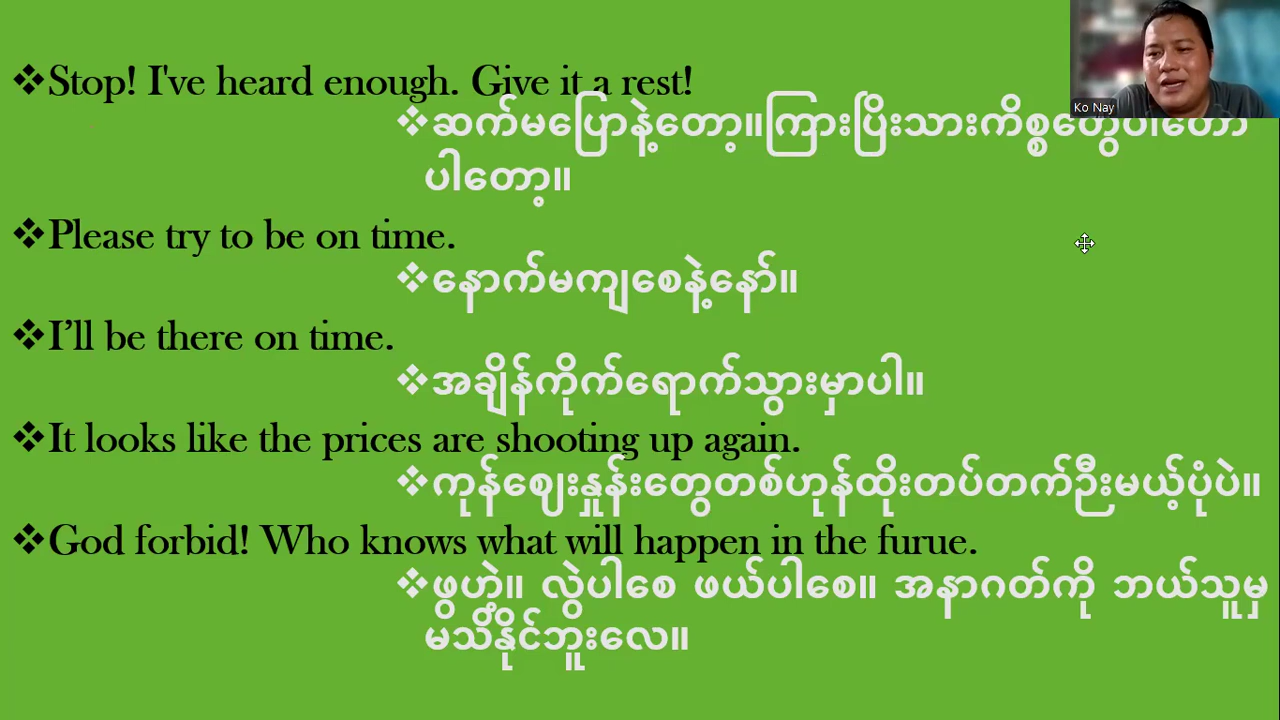 ❖Stop! I've heard enough. Give it a rest!
Ko Nay
❖ဆက်မပြောနဲ့တော့။ကြားပြီးသားကိစ္စတွေပါတော
ပါတော့။
❖Please try to be on time.
❖နောက်မကျစေနဲ့နော်။
❖I’ll be there on time.
❖အချိန်ကိုက်ရောက်သွားမှာပါ။
❖It looks like the prices are shooting up again.
❖ကုန်ဈေးနှုန်းတွေတစ်ဟုန်ထိုးတပ်တက်ဦးမယ့်ပုံပဲ။
❖God forbid! Who knows what will happen in the furue.
❖ဖွဟဲ့။ လွဲပါစေ ဖယ်ပါစေ။ အနာဂတ်ကို ဘယ်သူမှ
မသိနိုင်ဘူးလေ။